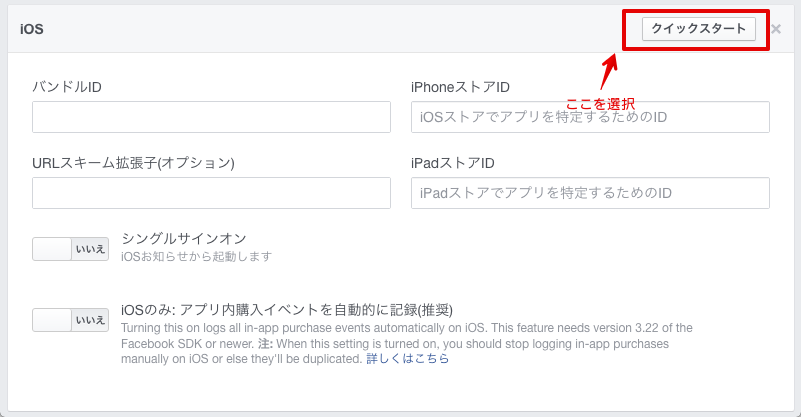 iOS
クイックスタート
ここを選択
バンドルID
iPhoneストアID
iOSストアでアプリを特定するためのID
URLスキーム拡張子(オプション)
iPadストアID
iPadストアでアプリを特定するためのID
いいえ
シングルサインオン
iOSお知らせから起動します
いいえ
iOSのみ: アプリ内購入イベントを自動的に記録(推奨)
Turning this on logs all in-app purchase events automatically on iOS. This feature needs version 3.22 of the
Facebook SDK or newer. 注: When this setting is turned on, you should stop logging in-app purchases
manually on iOS or else they'll be duplicated. 詳しくはこちら